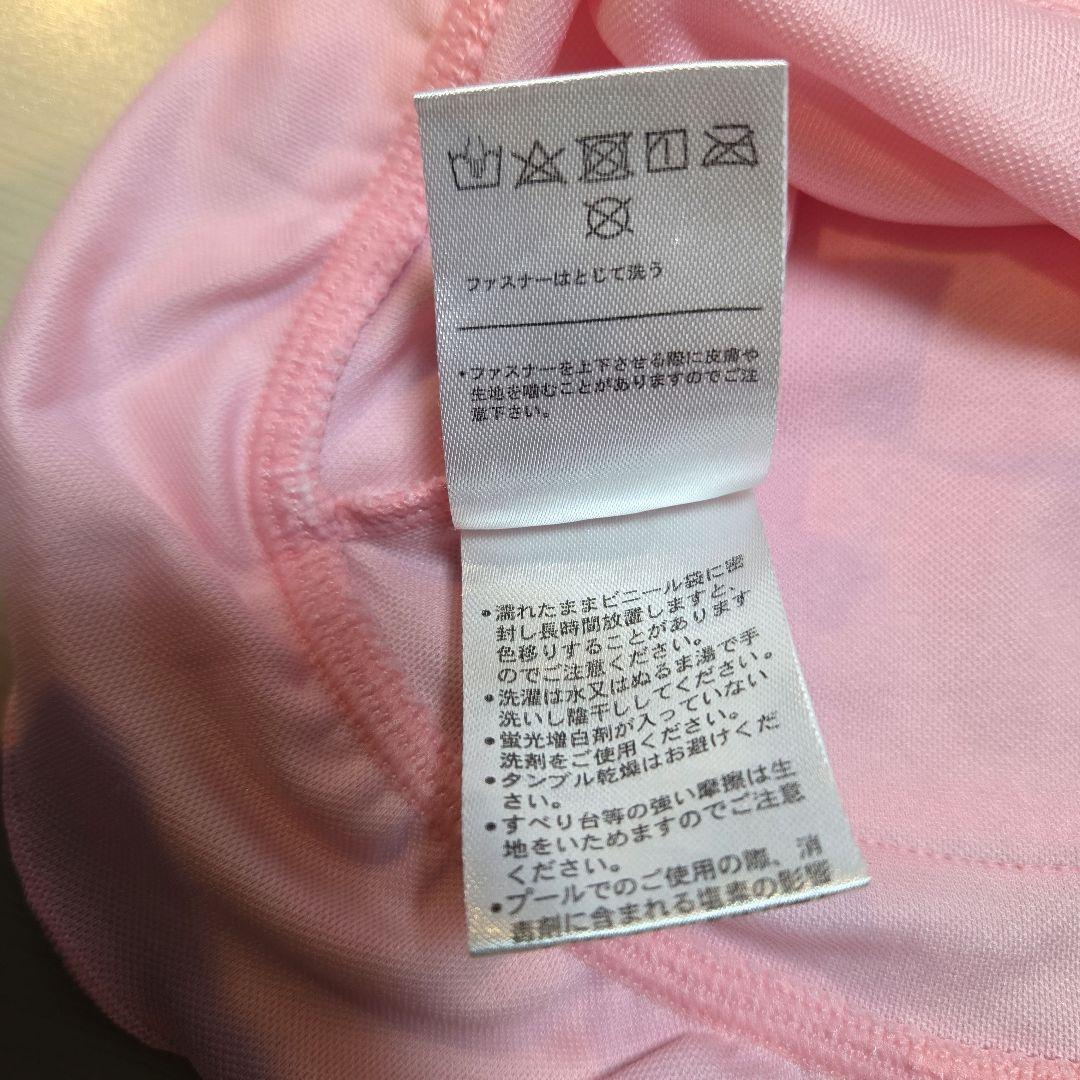 ファスナーはとじて洗う
・ファスナーを上下させる際に皮膚や
生地を噛むことがありますのでご注
意下さい。
・濡れたままビニール袋に密
封し長時間放置しますと、
色移りすることがあります
のでご注意ください。
・洗濯は水又はぬるま湯で手
洗いし陰干ししてください。
・蛍光増白剤が入っていない
洗剤をご使用ください。
・タンブル乾燥はお避けくだ
さい。
・すべり台等の強い摩擦は生
地をいためますのでご注意
ください。
・プールでのご使用の際、消
毒剤に含まれる塩素の影響